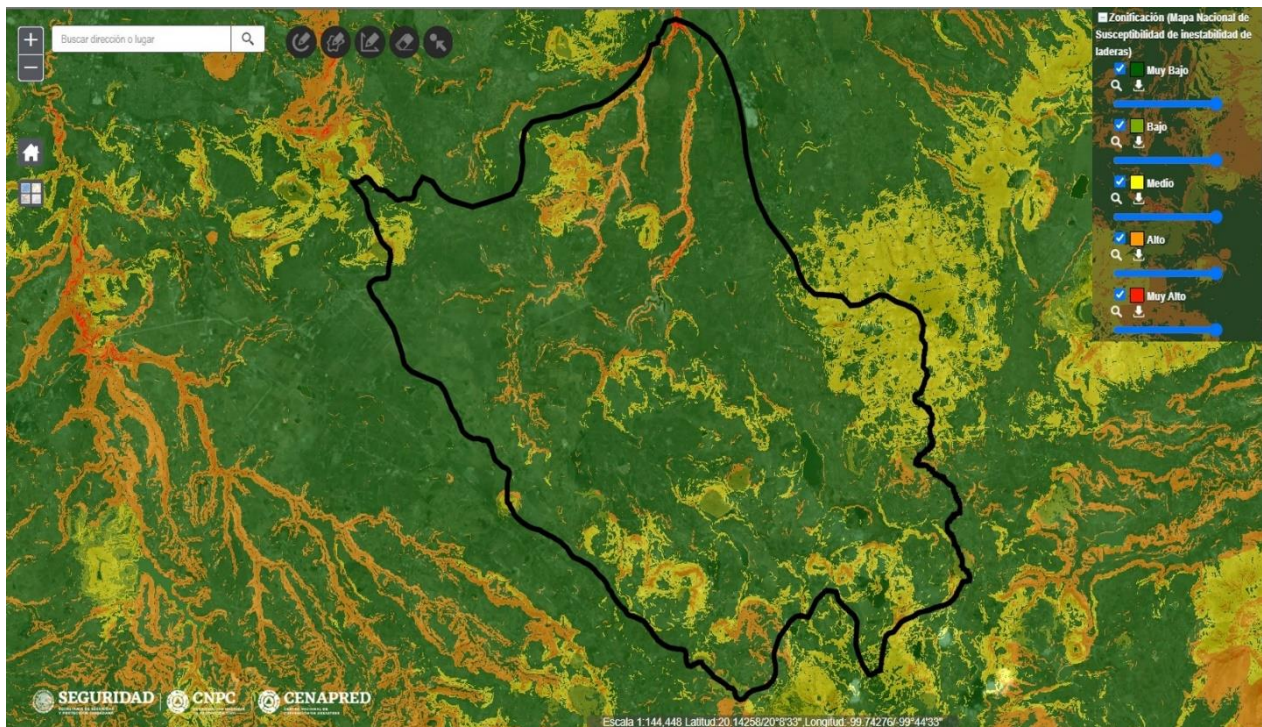 +
Buscar dirección o lugar
−
Zonificación (Mapa Nacional de
Susceptibilidad de inestabilidad de
laderas)
Muy Bajo
Bajo
Medio
Alto
Muy Alto
SEGURIDAD
CNPC
CENAPRED
Escala 1:144,448 Latitud:20.14258/20°8'33" Longitud:-99.74276/-99°44'33"